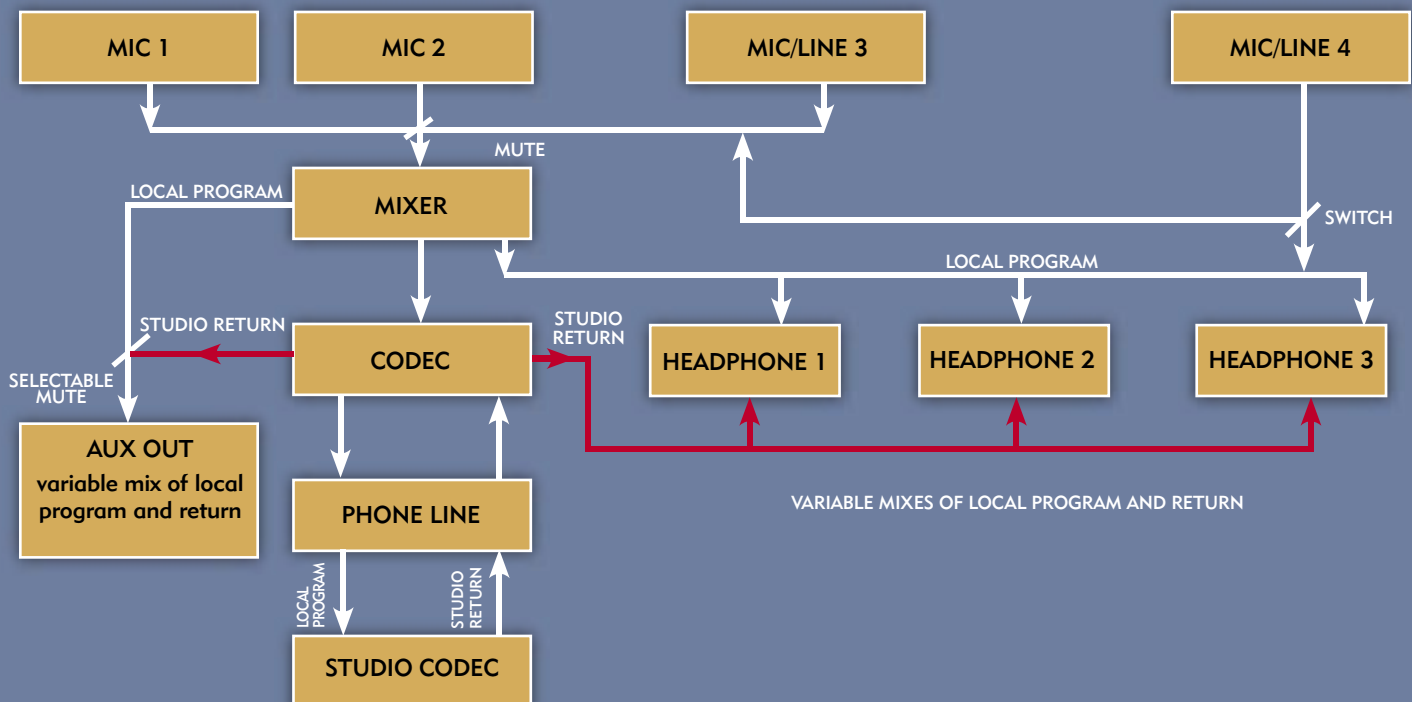 MIC 1
MIC 2
MIC/LINE 3
MIC/LINE 4
MUTE
LOCAL PROGRAM
MIXER
SWITCH
LOCAL PROGRAM
STUDIO RETURN
CODEC
STUDIO
RETURN
HEADPHONE 1
HEADPHONE 2
HEADPHONE 3
SELECTABLE
MUTE
AUX OUT
variable mix of local
program and return
PHONE LINE
VARIABLE MIXES OF LOCAL PROGRAM AND RETURN
LOCAL
PROGRAM
STUDIO
RETURN
STUDIO CODEC